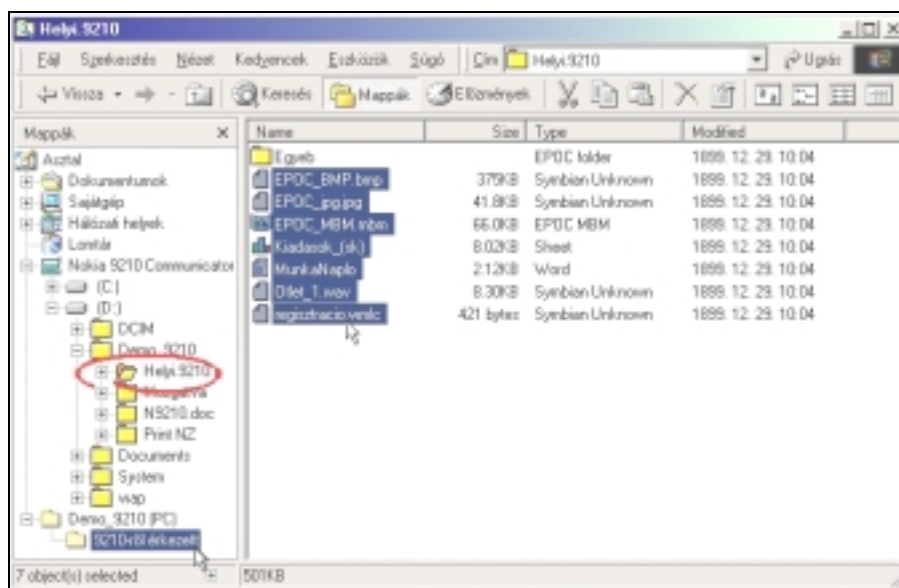 Helyi.9210
Fájl Szerkesztés Nézet Kedvencek Eszközök Súgó Cím Helyi.9210 Ugrás
Vissza Keresés Mappák Előzmények
Mappák
Asztal
Dokumentumok
Sajátgép
Hálózati helyek
Lomtár
Nokia 9210 Communicator
(C:)
(D:)
DCIM
Demo_9210
Helyi.9210
N9210.doc
Print NZ
Documents
System
wap
Demo_9210 (PC)
9210-ről érkezett
Name Size Type Modified
Egyeb EPOC folder 1899. 12. 29. 10:04
EPOC_BMP.bmp 379KB Symbian Unknown 1899. 12. 29. 10:04
EPOC_jpg.jpg 41.8KB Symbian Unknown 1899. 12. 29. 10:04
EPOC_MBM.mbm 66.0KB EPOC MBM 1899. 12. 29. 10:04
Kiadasok_(sk) 8.02KB Sheet 1899. 12. 29. 10:04
MunkaNaplo 2.12KB Word 1899. 12. 29. 10:04
Otlet_1.wav 8.30KB Symbian Unknown 1899. 12. 29. 10:04
regisztracio.wmlc 421 bytes Symbian Unknown 1899. 12. 29. 10:04
7 object(s) selected 501KB